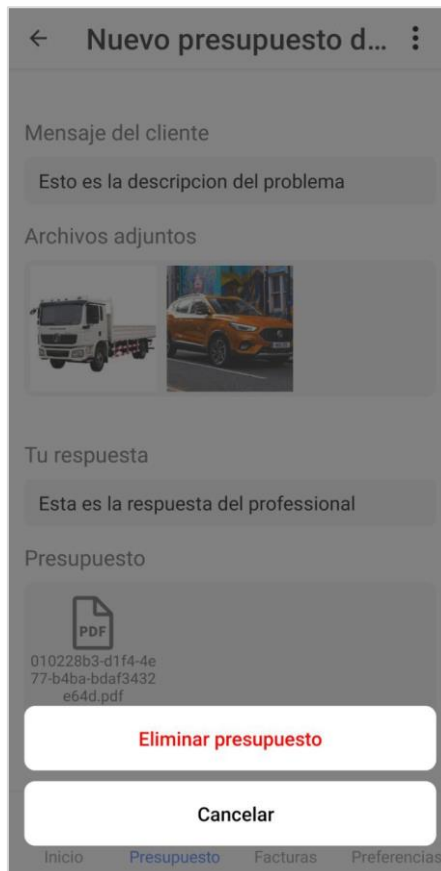 Nuevo presupuesto d...
Mensaje del cliente
Esto es la descripcion del problema
Archivos adjuntos
Tu respuesta
Esta es la respuesta del professional
Presupuesto
PDF
010228b3-d1f4-4e
77-b4ba-bdaf3432
e64d.pdf
Eliminar presupuesto
Cancelar
Inicio Presupuesto Facturas Preferencias